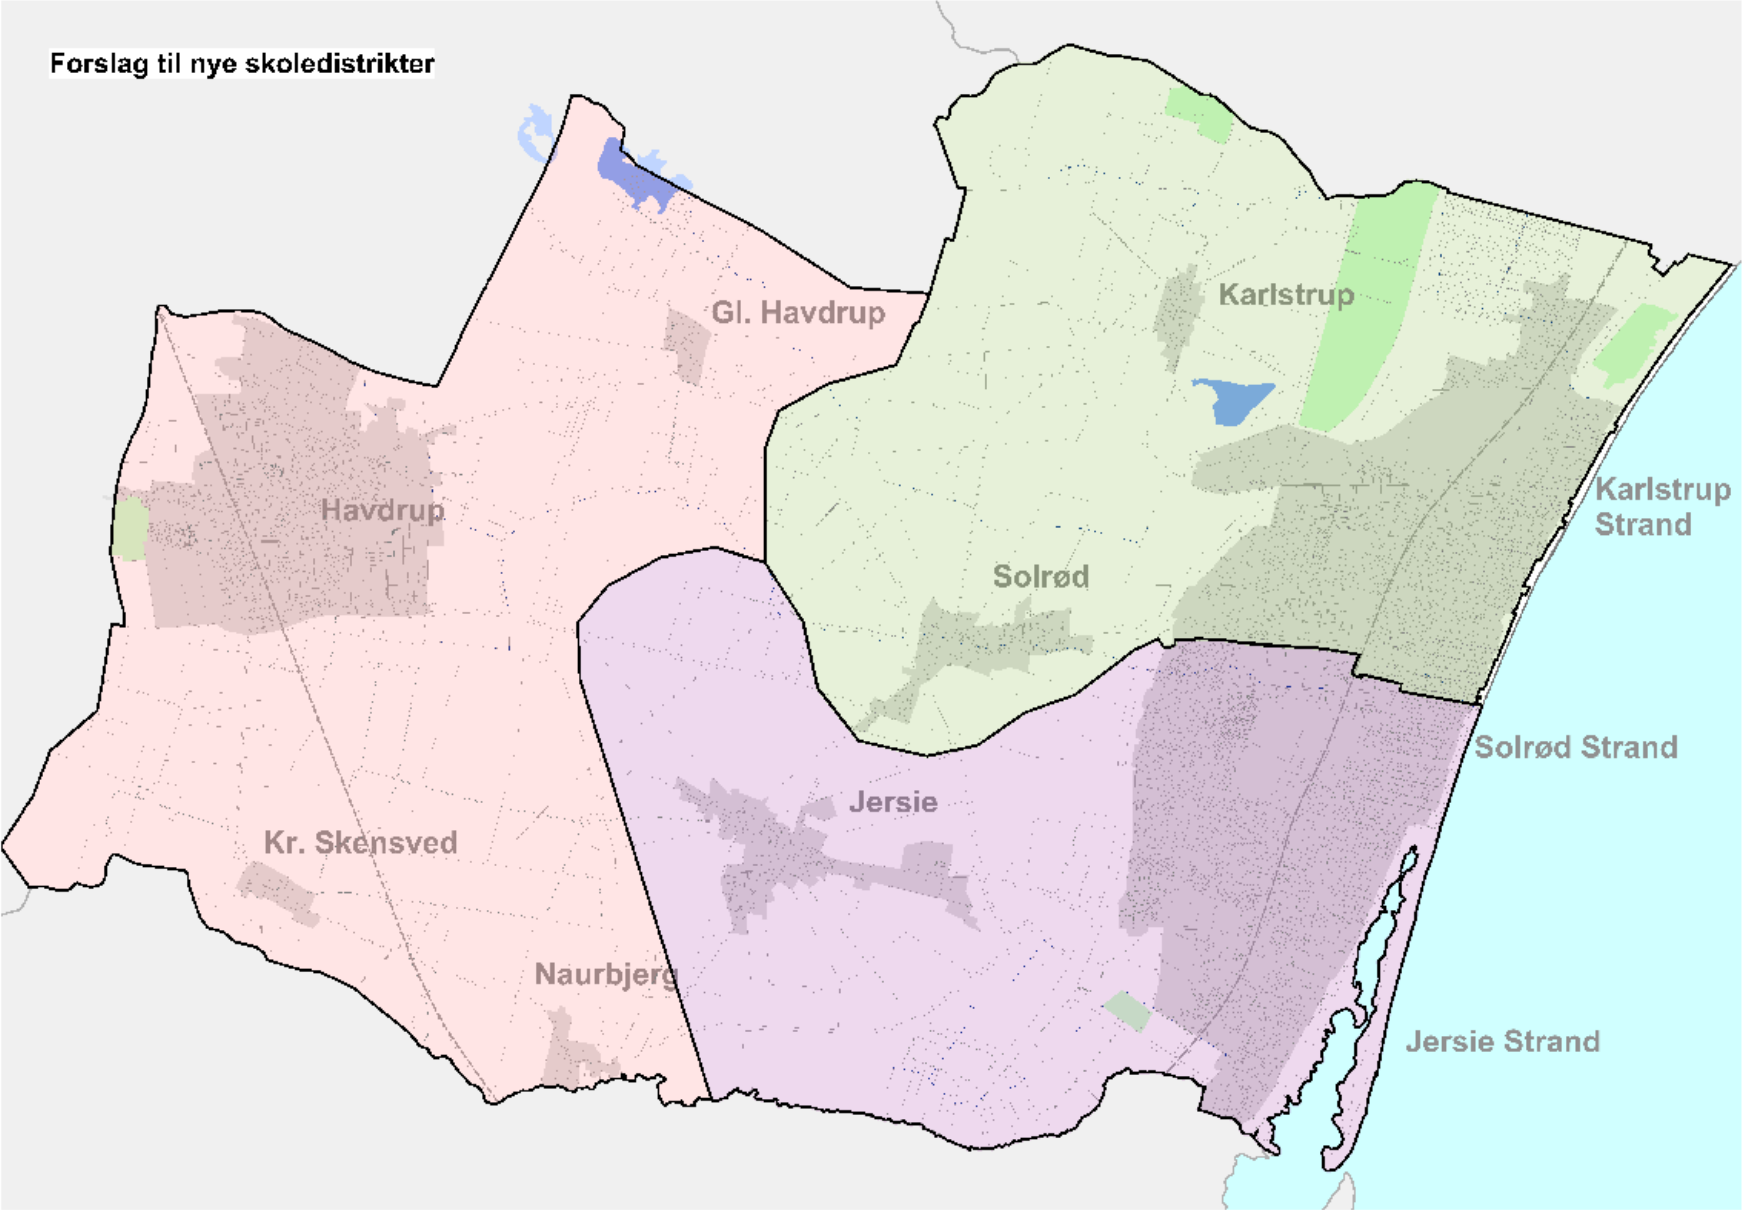 Forslag til nye skoledistrikter
Gl. Havdrup
Karlstrup
Havdrup
Karlstrup
Strand
Solrød
Solrød Strand
Jersie
Kr. Skensved
Naurbjerg
Jersie Strand